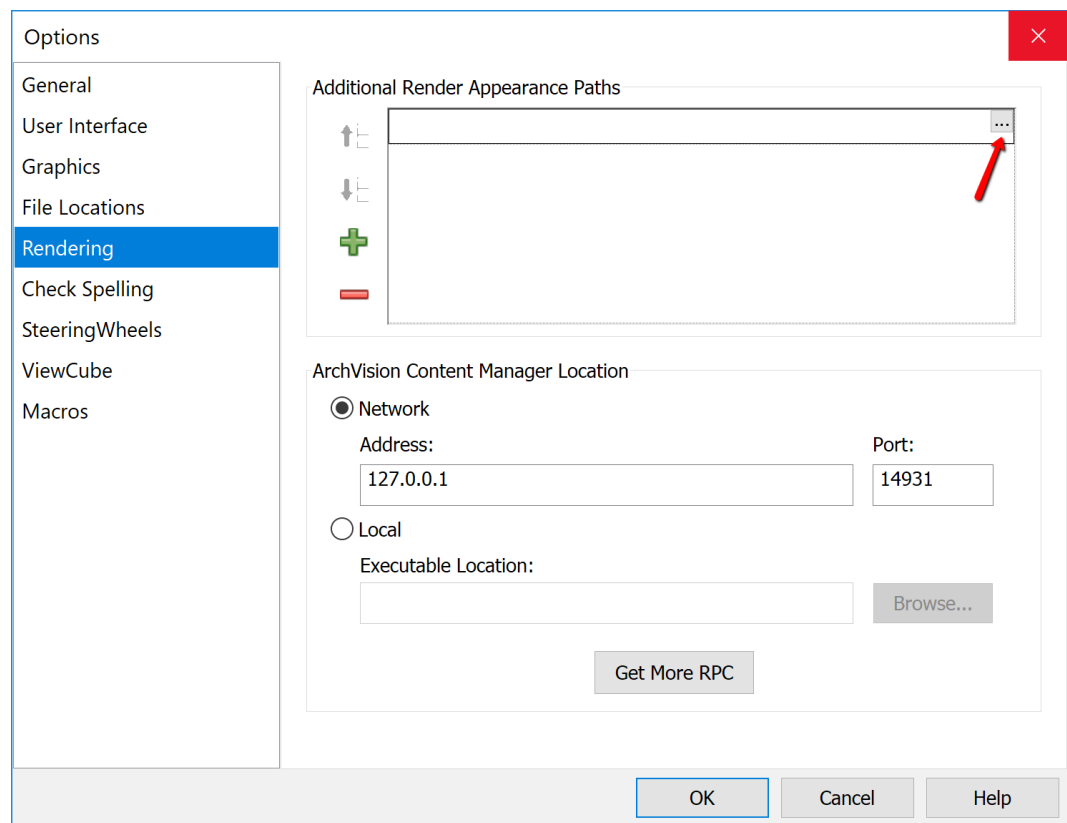 Options
General
User Interface
Graphics
File Locations
Rendering
Check Spelling
SteeringWheels
ViewCube
Macros
Additional Render Appearance Paths
...
ArchVision Content Manager Location
Network
Address:
Port:
127.0.0.1
14931
Local
Executable Location:
Browse...
Get More RPC
OK
Cancel
Help